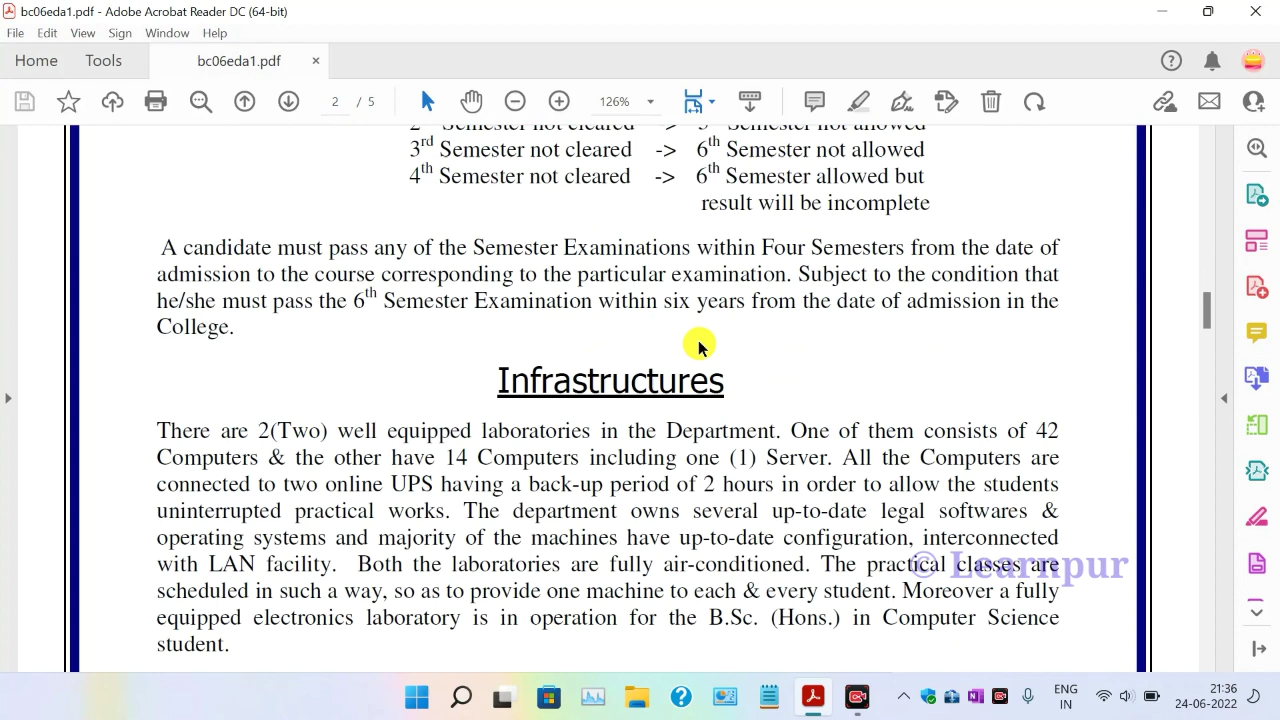 bc06eda1.pdf - Adobe Acrobat Reader DC (64-bit)
File Edit View Sign Window Help
Home Tools bc06eda1.pdf ×
2 / 5 126%
Semester not cleared -> Semester not allowed
3rd Semester not cleared -> 6th Semester not allowed
4th Semester not cleared -> 6th Semester allowed but
result will be incomplete
A candidate must pass any of the Semester Examinations within Four Semesters from the date of
admission to the course corresponding to the particular examination. Subject to the condition that
he/she must pass the 6th Semester Examination within six years from the date of admission in the
College.
Infrastructures
There are 2(Two) well equipped laboratories in the Department. One of them consists of 42
Computers & the other have 14 Computers including one (1) Server. All the Computers are
connected to two online UPS having a back-up period of 2 hours in order to allow the students
uninterrupted practical works. The department owns several up-to-date legal softwares &
operating systems and majority of the machines have up-to-date configuration, interconnected
with LAN facility. Both the laboratories are fully air-conditioned. The practical classes are
© Learnpur
scheduled in such a way, so as to provide one machine to each & every student. Moreover a fully
equipped electronics laboratory is in operation for the B.Sc. (Hons.) in Computer Science
student.
ENG
IN
21:36
24-06-2022